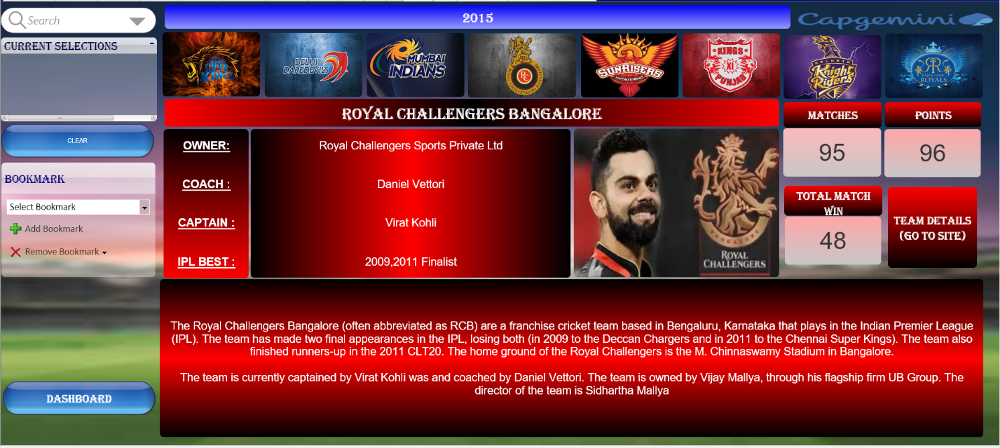 Search
2015
Capgemini
CURRENT SELECTIONS
-
SUPER
KINGS
DELHI
DAREDEVILS
MUMBAI
INDIANS
RC
SUNRISERS
HYDERABAD
KINGS
XI
PUNJAB
KOLKATA
Knight
Riders
RR
RAJASTHAN
ROYALS
CLEAR
ROYAL CHALLENGERS BANGALORE
MATCHES
POINTS
95
96
OWNER:
Royal Challengers Sports Private Ltd
COACH :
Daniel Vettori
CAPTAIN :
Virat Kohli
IPL BEST :
2009,2011 Finalist
BANGALORE
ROYAL
CHALLENGERS
TOTAL MATCH
WIN
48
TEAM DETAILS
(GO TO SITE)
BOOKMARK
Select Bookmark
Add Bookmark
Remove Bookmark
The Royal Challengers Bangalore (often abbreviated as RCB) are a franchise cricket team based in Bengaluru, Karnataka that plays in the Indian Premier League
(IPL). The team has made two final appearances in the IPL, losing both (in 2009 to the Deccan Chargers and in 2011 to the Chennai Super Kings). The team also
finished runners-up in the 2011 CLT20. The home ground of the Royal Challengers is the M. Chinnaswamy Stadium in Bangalore.
The team is currently captained by Virat Kohli was and coached by Daniel Vettori. The team is owned by Vijay Mallya, through his flagship firm UB Group. The
director of the team is Sidhartha Mallya
DASHBOARD